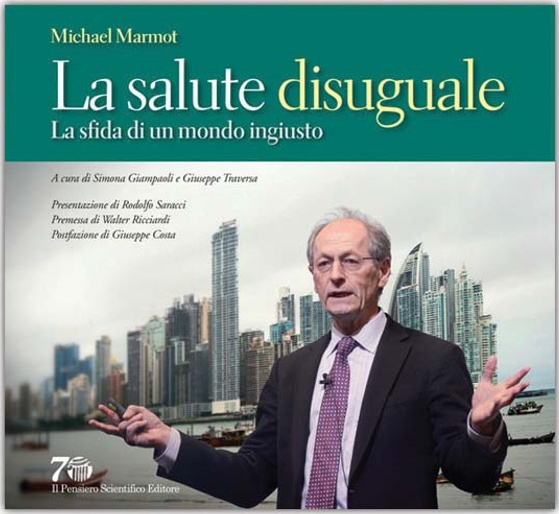 Michael Marmot
La salute disuguale
La sfida di un mondo ingiusto
A cura di Simona Giampaoli e Giuseppe Traversa
Presentazione di Rodolfo Saracci
Premessa di Walter Ricciardi
Postfazione di Giuseppe Costa
70
Il Pensiero Scientifico Editore